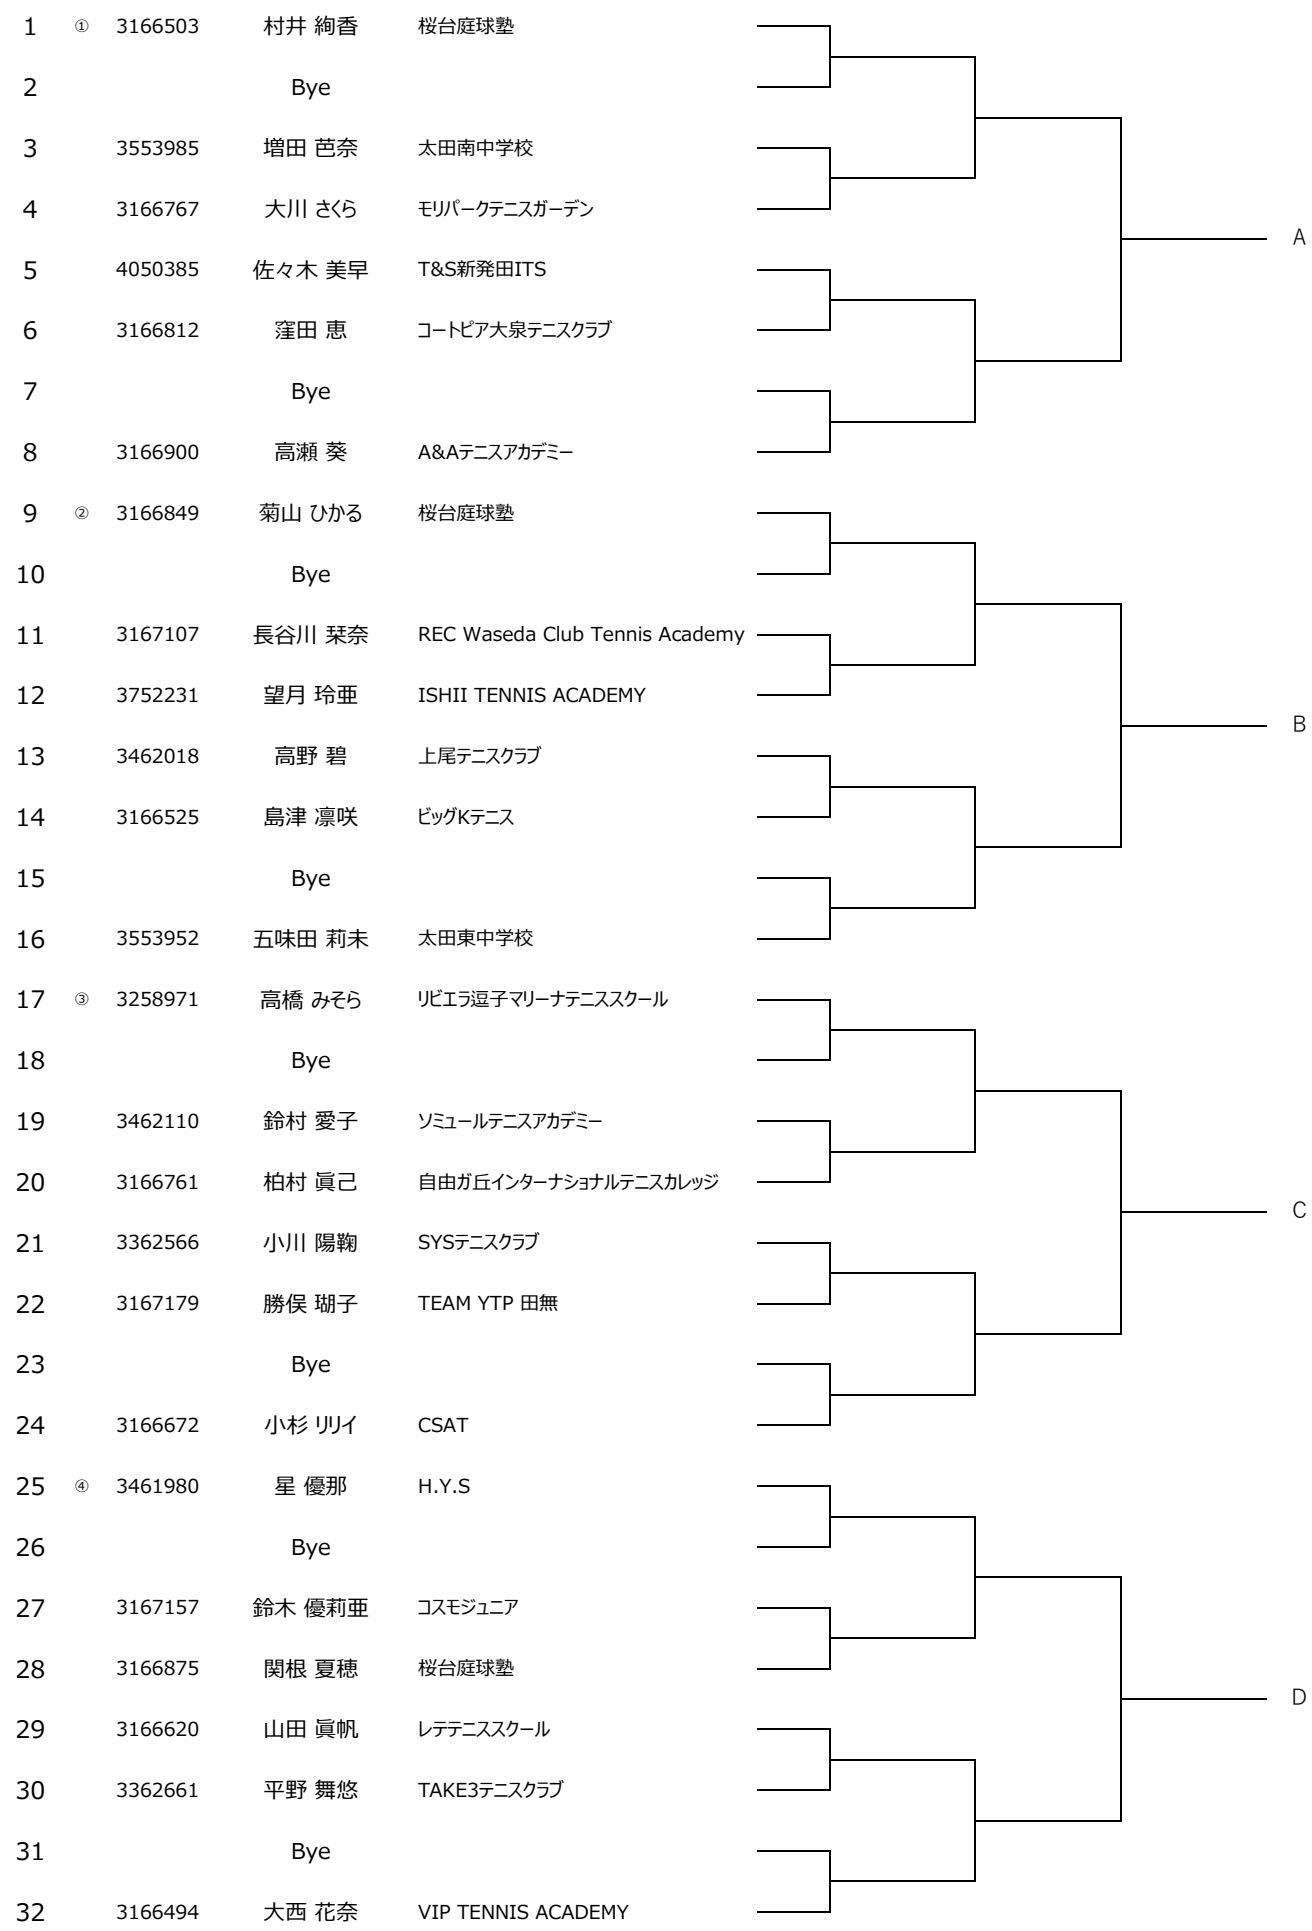 1 ① 3166503 村井 絢香 桜台庭球塾
2 Bye
3 3553985 増田 芭奈 太田南中学校
4 3166767 大川 さくら モリパークテニスガーデン
A
5 4050385 佐々木 美早 T&S新発田ITS
6 3166812 窪田 恵 コートピア大泉テニスクラブ
7 Bye
8 3166900 高瀬 葵 A&Aテニスアカデミー
9 ② 3166849 菊山 ひかる 桜台庭球塾
10 Bye
11 3167107 長谷川 栞奈 REC Waseda Club Tennis Academy
12 3752231 望月 玲亜 ISHII TENNIS ACADEMY
B
13 3462018 高野 碧 上尾テニスクラブ
14 3166525 島津 凛咲 ビッグKテニス
15 Bye
16 3553952 五味田 莉未 太田東中学校
17 ③ 3258971 高橋 みそら リビエラ逗子マリーナテニススクール
18 Bye
19 3462110 鈴村 愛子 ソミュールテニスアカデミー
20 3166761 柏村 眞己 自由ガ丘インターナショナルテニスカレッジ
C
21 3362566 小川 陽鞠 SYSテニスクラブ
22 3167179 勝俣 瑚子 TEAM YTP 田無
23 Bye
24 3166672 小杉 リリイ CSAT
25 ④ 3461980 星 優那 H.Y.S
26 Bye
27 3167157 鈴木 優莉亜 コスモジュニア
28 3166875 関根 夏穂 桜台庭球塾
D
29 3166620 山田 眞帆 レテテニススクール
30 3362661 平野 舞悠 TAKE3テニスクラブ
31 Bye
32 3166494 大西 花奈 VIP TENNIS ACADEMY